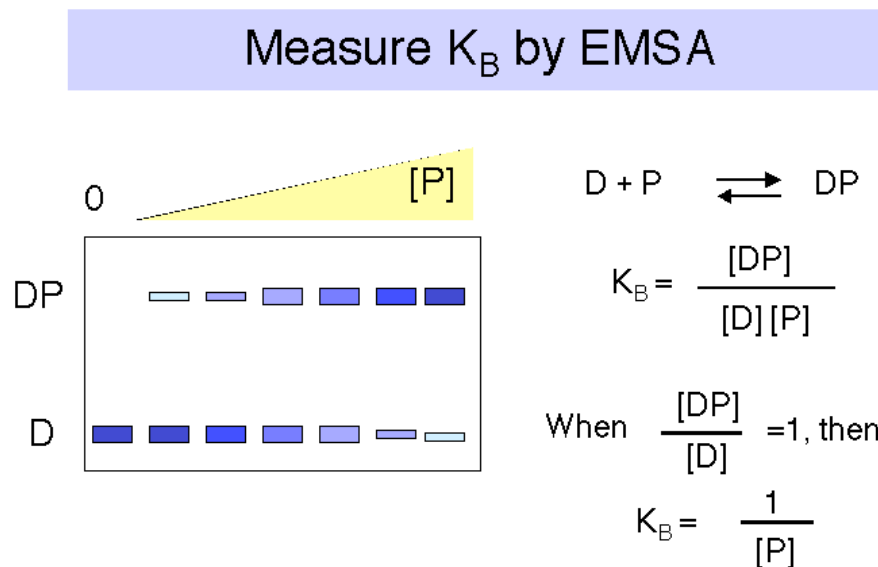 Measure K_B by EMSA
0
[P]
DP
D
D + P ⇌ DP
K_B = [DP] / [D][P]
When [DP] / [D] =1, then
K_B = 1 / [P]